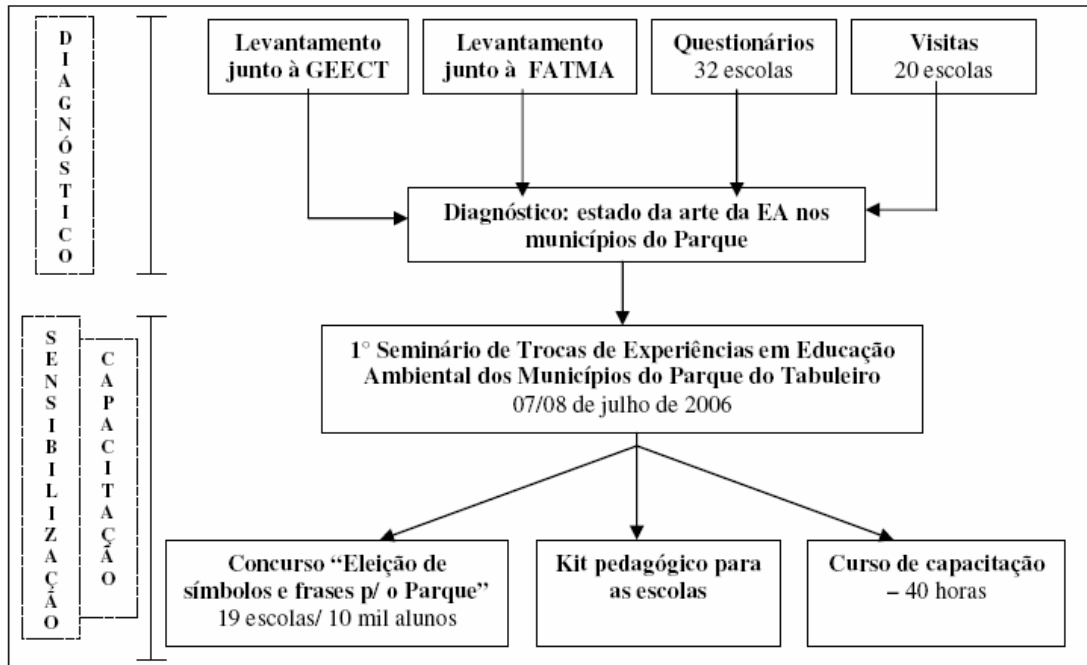 DIAGNÓSTICO
Levantamento
junto à GEECT
Levantamento
junto à FATMA
Questionários
32 escolas
Visitas
20 escolas
Diagnóstico: estado da arte da EA nos
municípios do Parque
SENSIBILIZAÇÃO
CAPACITAÇÃO
1° Seminário de Trocas de Experiências em Educação
Ambiental dos Municípios do Parque do Tabuleiro
07/08 de julho de 2006
Concurso “Eleição de
símbolos e frases p/ o Parque”
19 escolas/ 10 mil alunos
Kit pedagógico para
as escolas
Curso de capacitação
– 40 horas